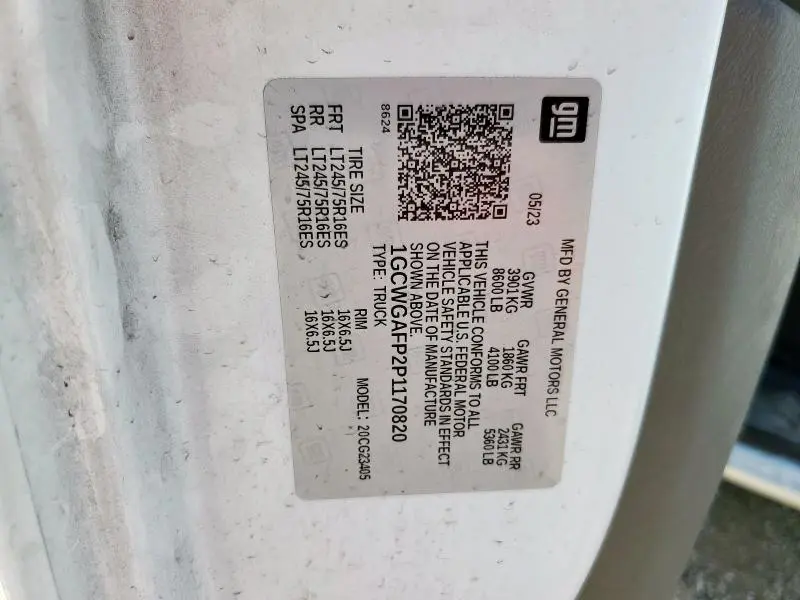 gm
MFD BY GENERAL MOTORS LLC
05/23
GVWR GAWR FRT GAWR RR
3901 KG 1860 KG 2431 KG
8600 LB 4100 LB 5360 LB
THIS VEHICLE CONFORMS TO ALL
APPLICABLE U.S. FEDERAL MOTOR
VEHICLE SAFETY STANDARDS IN EFFECT
ON THE DATE OF MANUFACTURE
SHOWN ABOVE.
1GCWGAFP2P1170820
TYPE: TRUCK
8624
MODEL: 20CG23405
TIRE SIZE RIM
FRT LT245/75R16ES 16X6.5J
RR LT245/75R16ES 16X6.5J
SPA LT245/75R16ES 16X6.5J